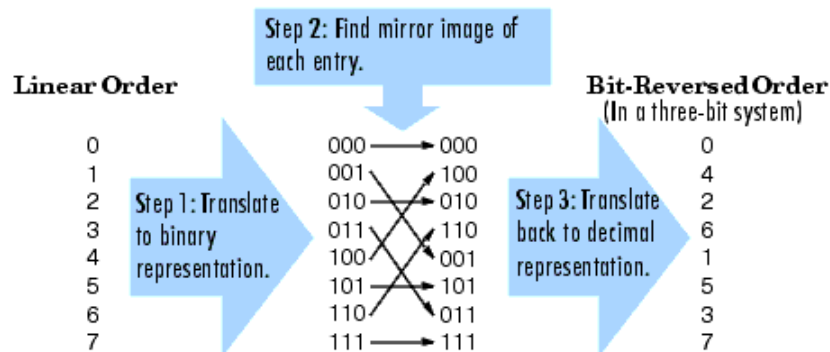 Step 2: Find mirror image of
each entry.
Linear Order
Bit-Reversed Order
(In a three-bit system)
0 000 000 0
1 001 100 4
2 010 010 2
3 011 110 6
4 100 001 1
5 101 101 5
6 110 011 3
7 111 111 7
Step 1: Translate
to binary
representation.
Step 3: Translate
back to decimal
representation.